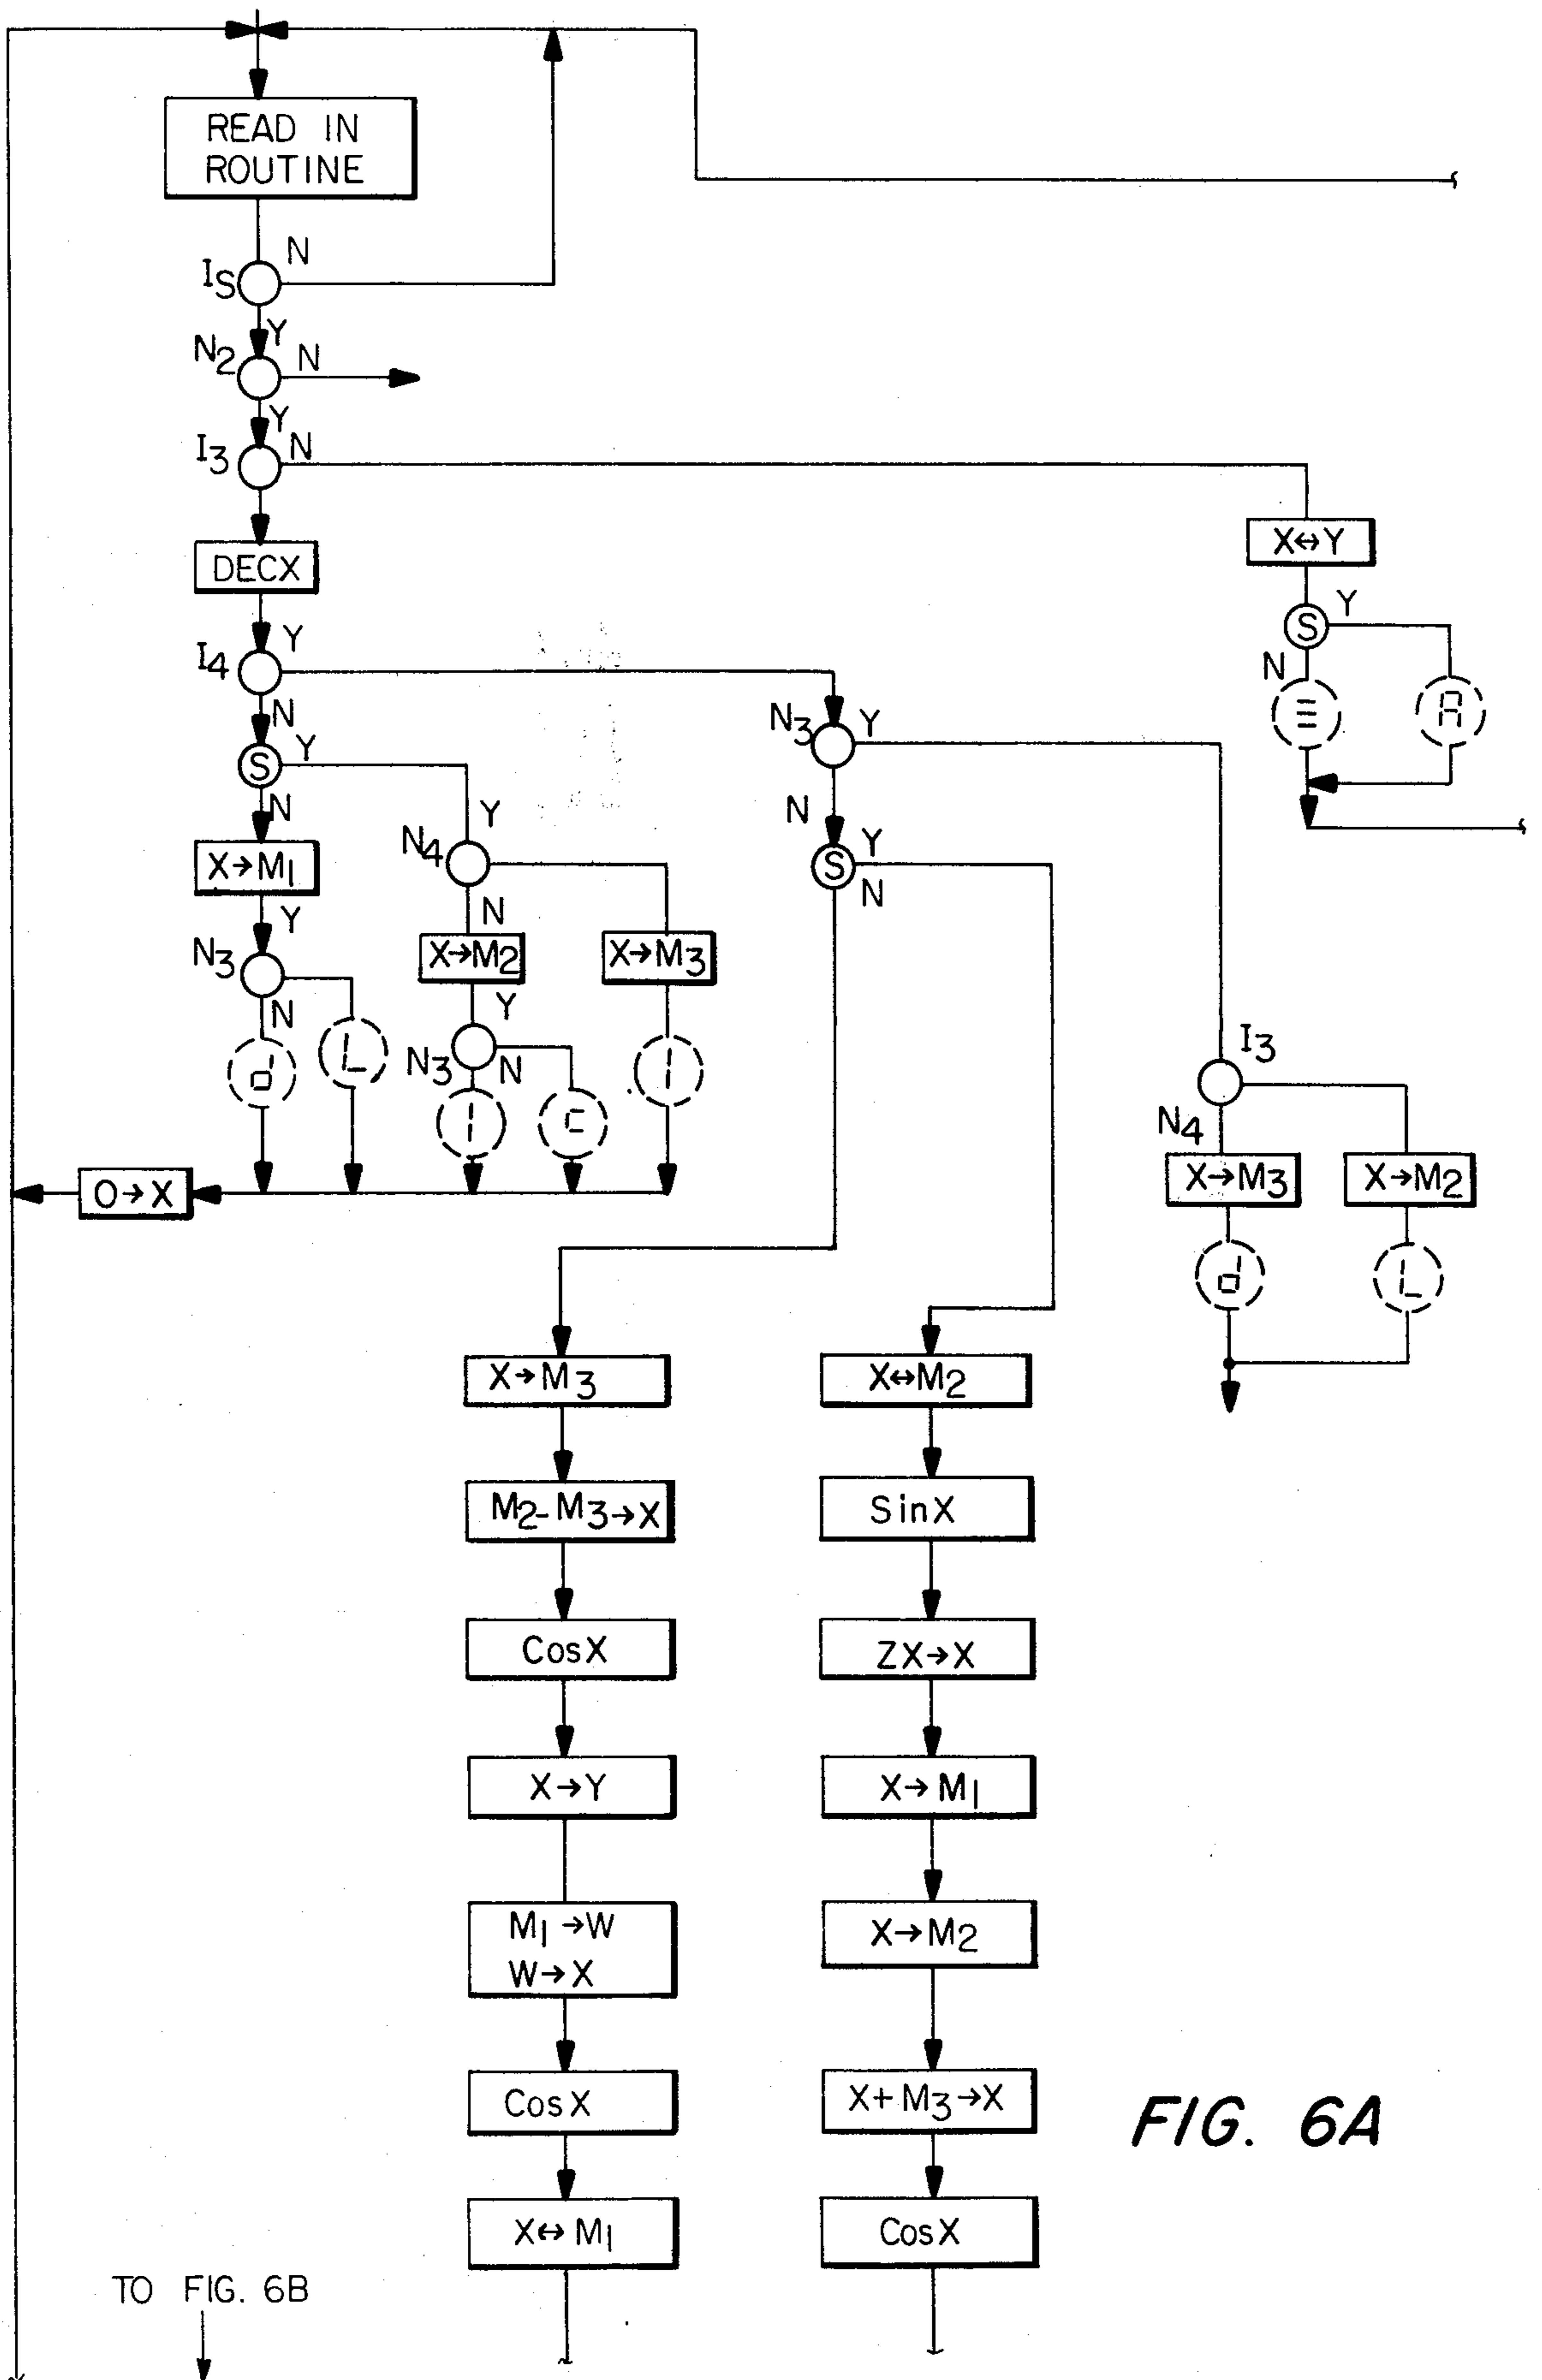 READ IN
ROUTINE
N
IS
Y
N2
N
Y
I3
N
DECX
X↔Y
Y
S
N
A
Y
I4
N
Y
S
N
N3
Y
N
Y
S
N
X→M1
Y
N4
N
X→M2
X→M3
Y
N3
N
d
L
Y
N3
N
I
c
I
I3
N4
X→M3
X→M2
d
L
O→X
X→M3
X↔M2
M2-M3→X
SinX
CosX
ZX→X
X→Y
X→M1
M1→W
W→X
X→M2
CosX
X+M3→X
X↔M1
CosX
FIG. 6A
TO FIG. 6B